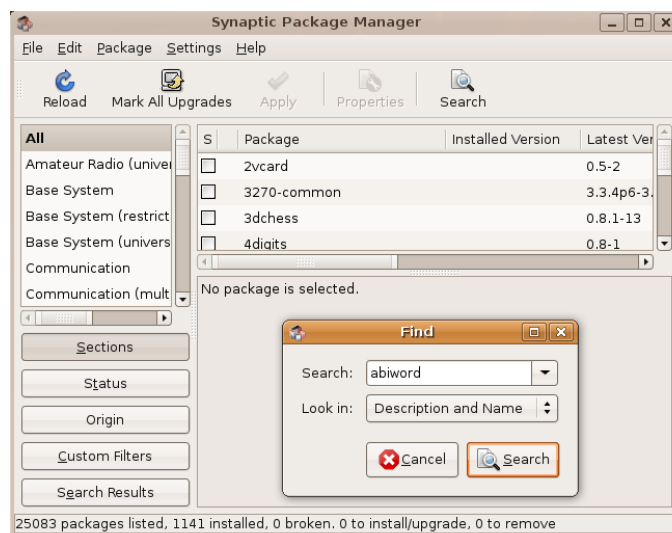 Synaptic Package Manager
File Edit Package Settings Help
Reload Mark All Upgrades Apply Properties Search
All
Amateur Radio (univer
Base System
Base System (restrict
Base System (univers
Communication
Communication (mult
S Package Installed Version Latest Ver
2vcard 0.5-2
3270-common 3.3.4p6-3.
3dchess 0.8.1-13
4digits 0.8-1
No package is selected.
Sections
Status
Origin
Custom Filters
Search Results
Find
Search: abiword
Look in: Description and Name
Cancel Search
25083 packages listed, 1141 installed, 0 broken. 0 to install/upgrade, 0 to remove